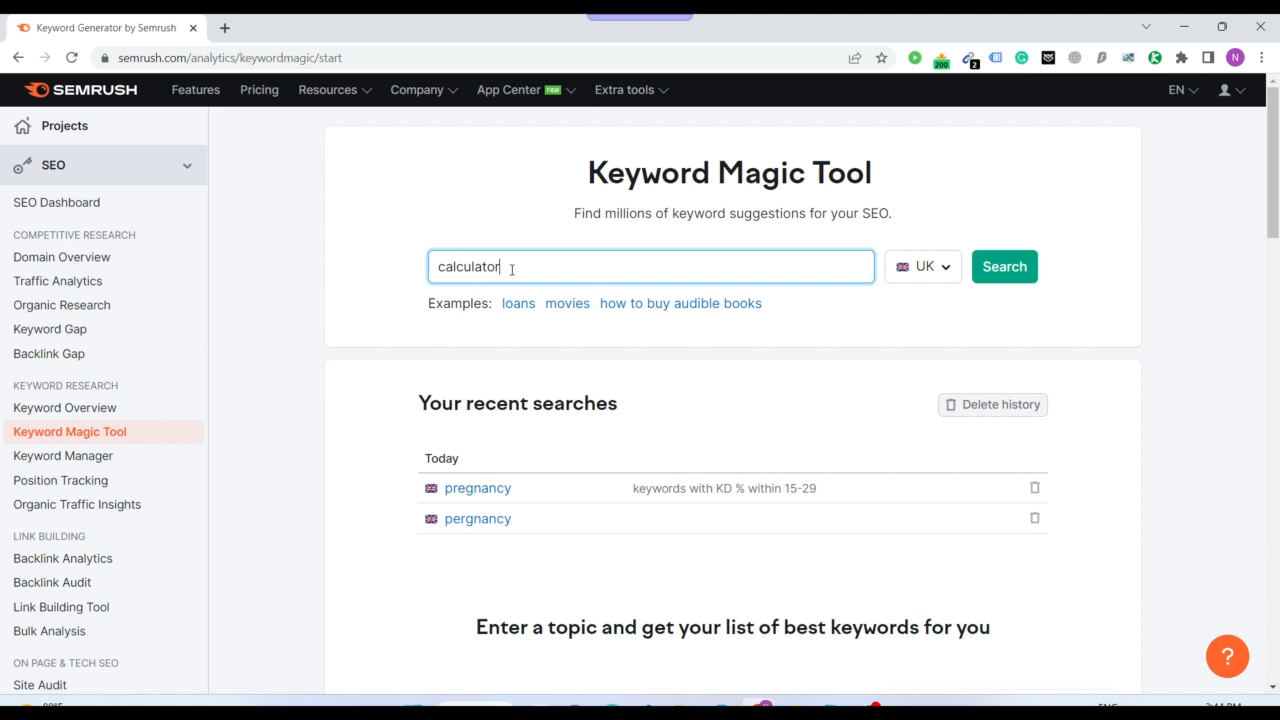 Keyword Generator by Semrush
semrush.com/analytics/keywordmagic/start
200
2
N
SEMRUSH
Features
Pricing
Resources
Company
App Center new
Extra tools
EN
Projects
SEO
SEO Dashboard
COMPETITIVE RESEARCH
Domain Overview
Traffic Analytics
Organic Research
Keyword Gap
Backlink Gap
KEYWORD RESEARCH
Keyword Overview
Keyword Magic Tool
Keyword Manager
Position Tracking
Organic Traffic Insights
LINK BUILDING
Backlink Analytics
Backlink Audit
Link Building Tool
Bulk Analysis
ON PAGE & TECH SEO
Site Audit
Keyword Magic Tool
Find millions of keyword suggestions for your SEO.
calculator
UK
Search
Examples: loans movies how to buy audible books
Your recent searches
Delete history
Today
pregnancy keywords with KD % within 15-29
pergnancy
Enter a topic and get your list of best keywords for you
?